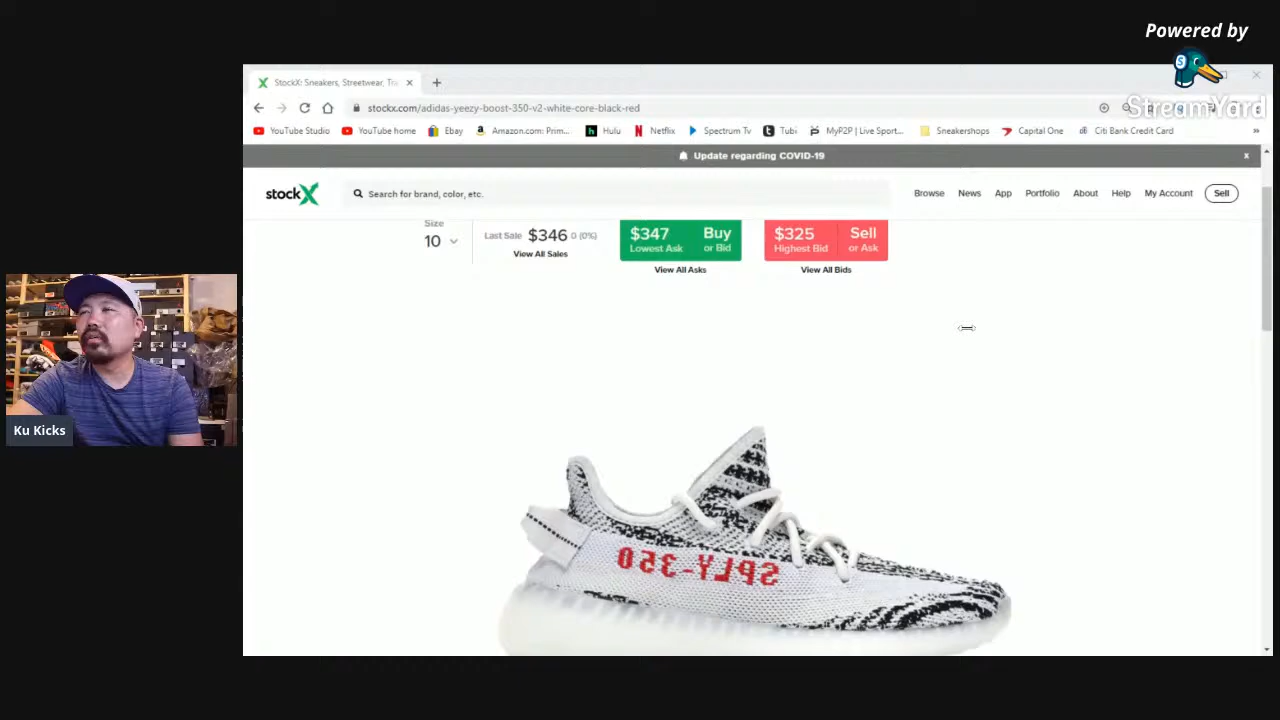 Powered by
StreamYard
StockX: Sneakers, Streetwear, Tr
stockx.com/adidas-yeezy-boost-350-v2-white-core-black-red
YouTube Studio YouTube home Ebay Amazon.com: Prim... Hulu Netflix Spectrum Tv Tubi MyP2P | Live Sport... Sneakershops Capital One Citi Bank Credit Card
Update regarding COVID-19 x
stockX Search for brand, color, etc. Browse News App Portfolio About Help My Account Sell
Size
10
Last Sale $346 0 (0%)
View All Sales
$347 Buy
Lowest Ask or Bid
View All Asks
$325 Sell
Highest Bid or Ask
View All Bids
SPLY-350
Ku Kicks